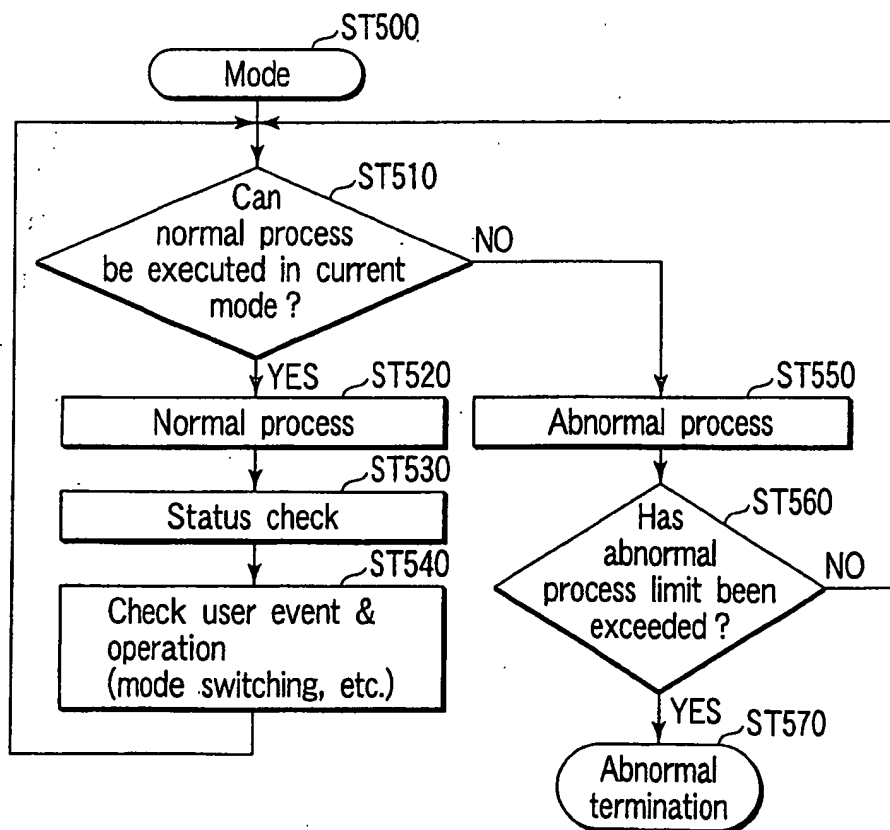 ST500
Mode
ST510
Can
normal process
be executed in current
mode ?
NO
YES
ST520
Normal process
ST530
Status check
ST540
Check user event &
operation
(mode switching, etc.)
ST550
Abnormal process
ST560
Has
abnormal
process limit been
exceeded ?
NO
YES
ST570
Abnormal
termination